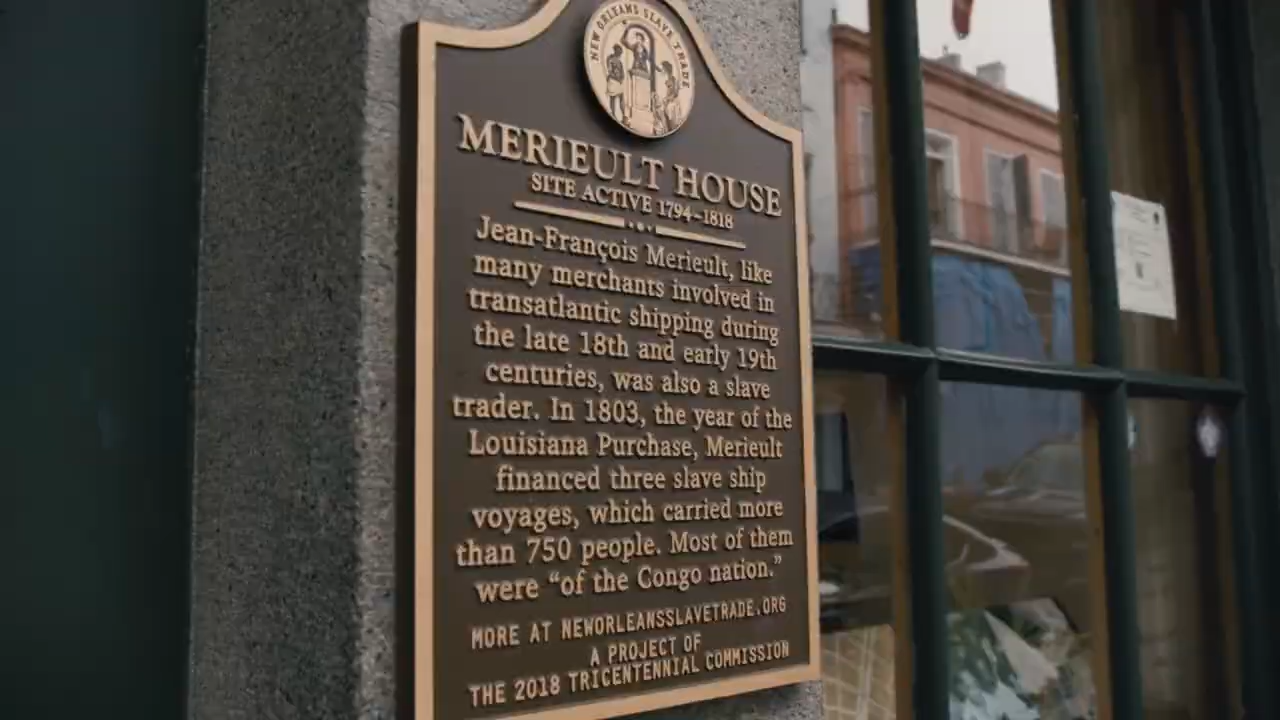 NEW ORLEANS SLAVE TRADE
MERIEULT HOUSE
SITE ACTIVE 1794-1818
Jean-François Merieult, like
many merchants involved in
transatlantic shipping during
the late 18th and early 19th
centuries, was also a slave
trader. In 1803, the year of the
Louisiana Purchase, Merieult
financed three slave ship
voyages, which carried more
than 750 people. Most of them
were “of the Congo nation.”
MORE AT NEWORLEANSSLAVETRADE.ORG
A PROJECT OF
THE 2018 TRICENTENNIAL COMMISSION